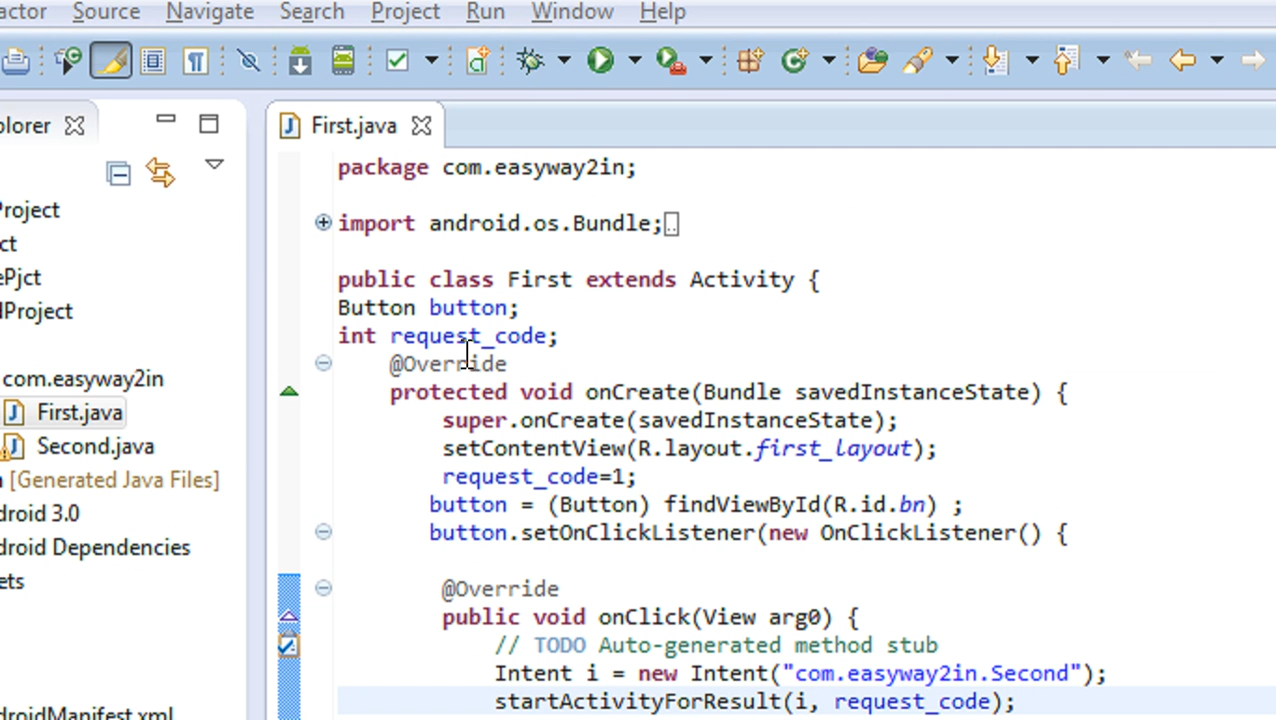 actor Source Navigate Search Project Run Window Help
plorer
First.java
package com.easyway2in;
import android.os.Bundle;
public class First extends Activity {
Button button;
int request_code;
@Override
protected void onCreate(Bundle savedInstanceState) {
super.onCreate(savedInstanceState);
setContentView(R.layout.first_layout);
request_code=1;
button = (Button) findViewById(R.id.bn) ;
button.setOnClickListener(new OnClickListener() {
@Override
public void onClick(View arg0) {
// TODO Auto-generated method stub
Intent i = new Intent("com.easyway2in.Second");
startActivityForResult(i, request_code);
Project
ct
ePjct
lProject
com.easyway2in
First.java
Second.java
[Generated Java Files]
droid 3.0
droid Dependencies
ets
droidManifest.xml